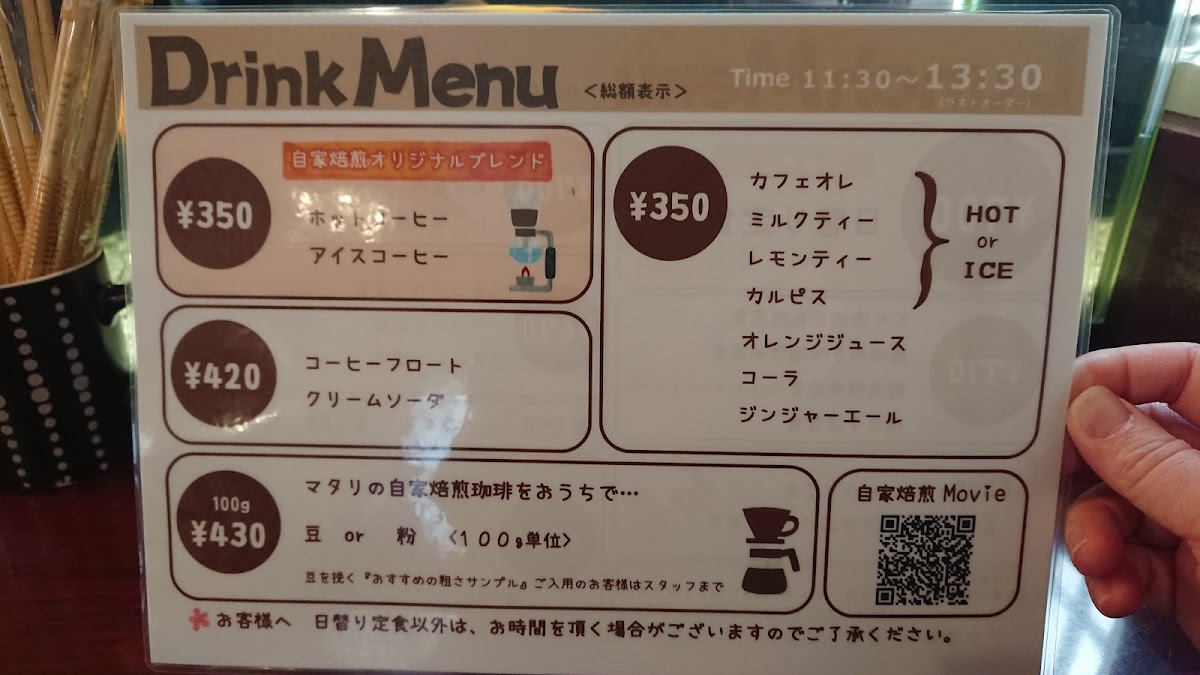 Drink Menu <総額表示> Time 11:30～13:30
(ラストオーダー)
自家焙煎オリジナルブレンド
¥350
ホットコーヒー
アイスコーヒー
¥420
コーヒーフロート
クリームソーダ
¥350
カフェオレ
ミルクティー
レモンティー
カルピス
HOT
or
ICE
オレンジジュース
コーラ
ジンジャーエール
100g
¥430
マタリの自家焙煎珈琲をおうちで…
豆 or 粉 〈100g単位〉
豆を挽く『おすすめの粗さサンプル』ご入用のお客様はスタッフまで
自家焙煎 Movie
お客様へ 日替り定食以外は、お時間を頂く場合がございますのでご了承ください。